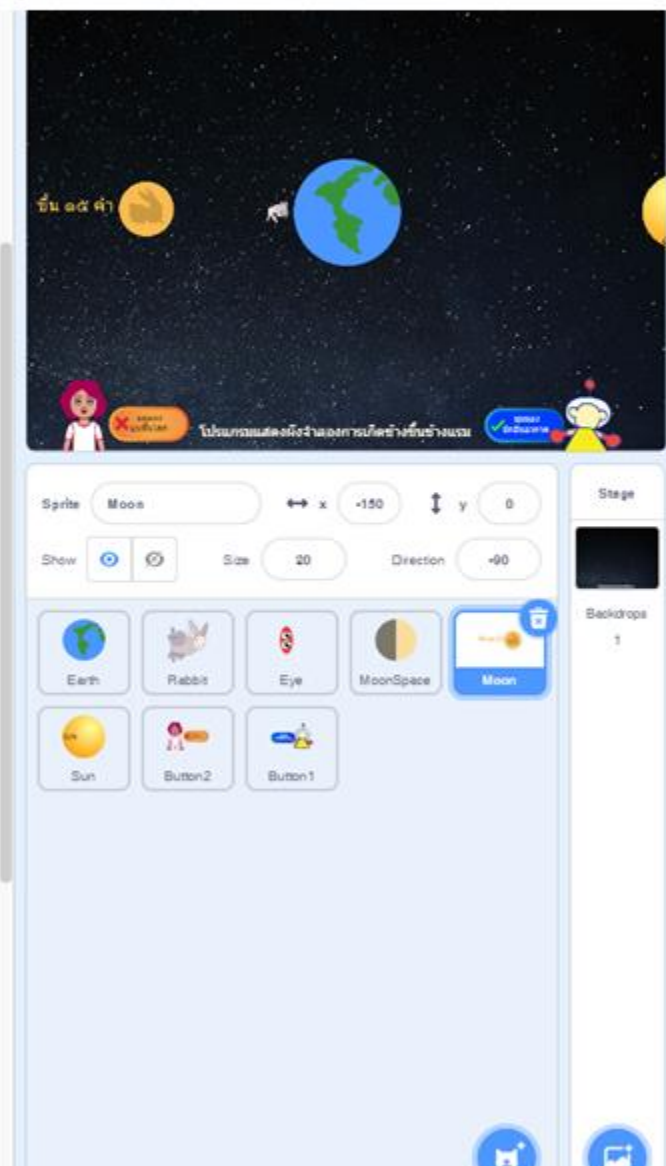 ขึ้น ๑๕ ค่ำ
โปรแกรมแสดงผังจำลองการเกิดข้างขึ้นข้างแรม
Sprite Moon x -150 y 0
Show Size 20 Direction -90
Stage
Backdrops
1
Earth Rabbit Eye MoonSpace Moon
Sun Button2 Button1